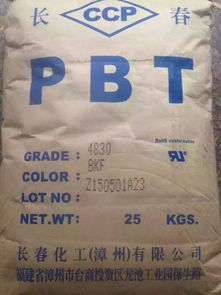 CCP
长 春
PBT
RoHS conformance
GRADE : 4830
BKF
COLOR : Z150501A23
LOT NO :
NET.WT: 25 KGS.
长春化工(漳州)有限公司
福建省漳州市台商投资区龙池工业园保生路